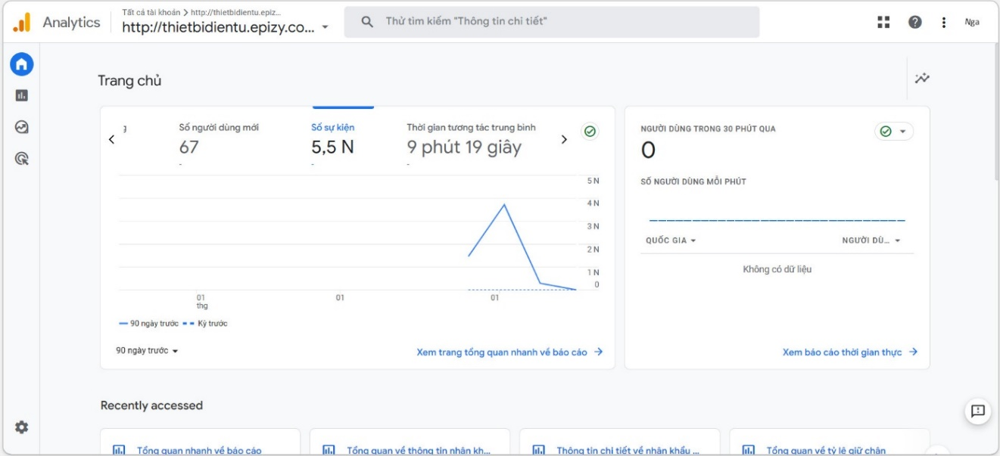 Analytics
Tất cả tài khoản > http://thietbidientu.epiz...
http://thietbidientu.epizy.co...
Thử tìm kiếm "Thông tin chi tiết"
Nga
Trang chủ
Số người dùng mới
67
-
Số sự kiện
5,5 N
-
Thời gian tương tác trung bình
9 phút 19 giây
-
5 N
4 N
3 N
2 N
1 N
0
01
thg
01
01
90 ngày trước
Kỳ trước
90 ngày trước
Xem trang tổng quan nhanh về báo cáo
NGƯỜI DÙNG TRONG 30 PHÚT QUA
0
SỐ NGƯỜI DÙNG MỖI PHÚT
QUỐC GIA
NGƯỜI DÙ...
Không có dữ liệu
Xem báo cáo thời gian thực
Recently accessed
Tổng quan nhanh về báo cáo
Tổng quan về thông tin nhân kh...
Thông tin chi tiết về nhân khẩu ...
Tổng quan về tỷ lệ giữ chân